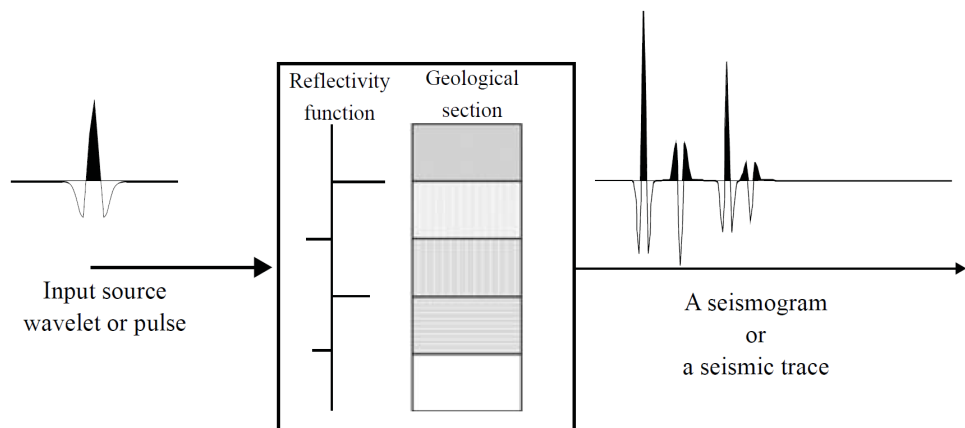 Reflectivity
function
Geological
section
Input source
wavelet or pulse
A seismogram
or
a seismic trace